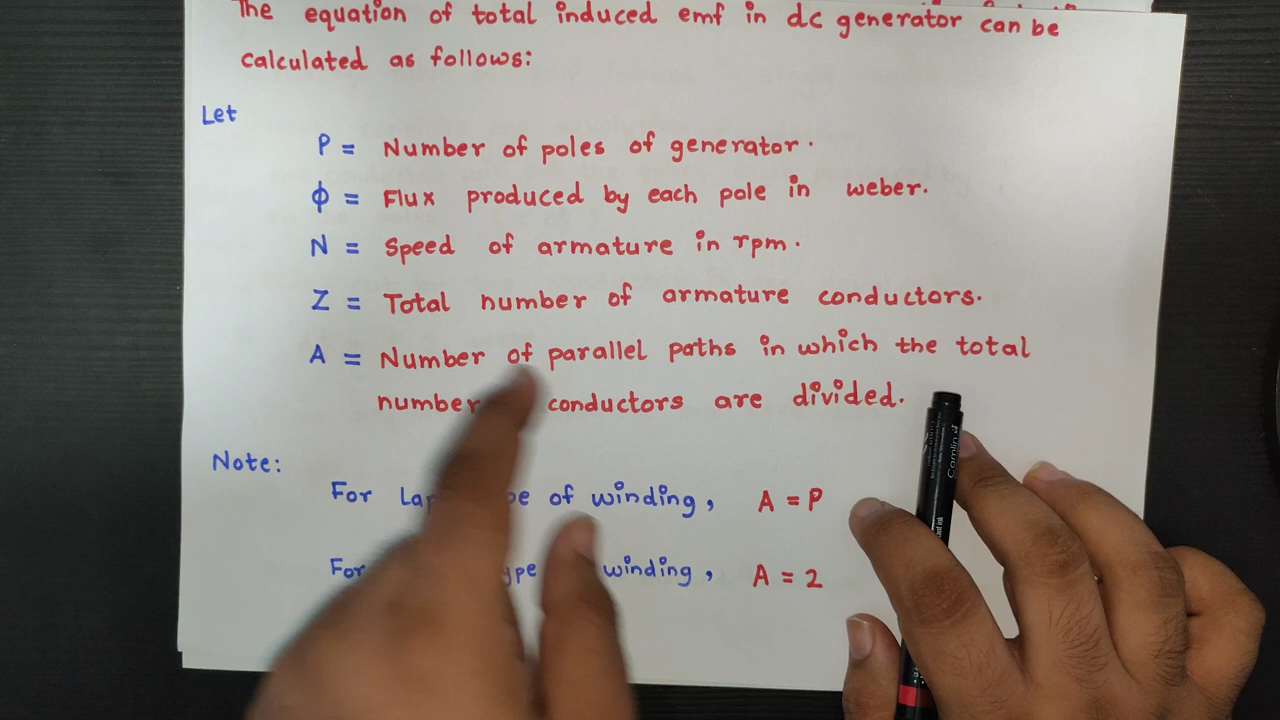 The equation of total induced emf in dc generator can be
calculated as follows:
Let
P = Number of poles of generator.
ϕ = Flux produced by each pole in weber.
N = Speed of armature in rpm.
Z = Total number of armature conductors.
A = Number of parallel paths in which the total
number conductors are divided.
Note:
For Lap of winding, A = P
For winding, A = 2
Camlin